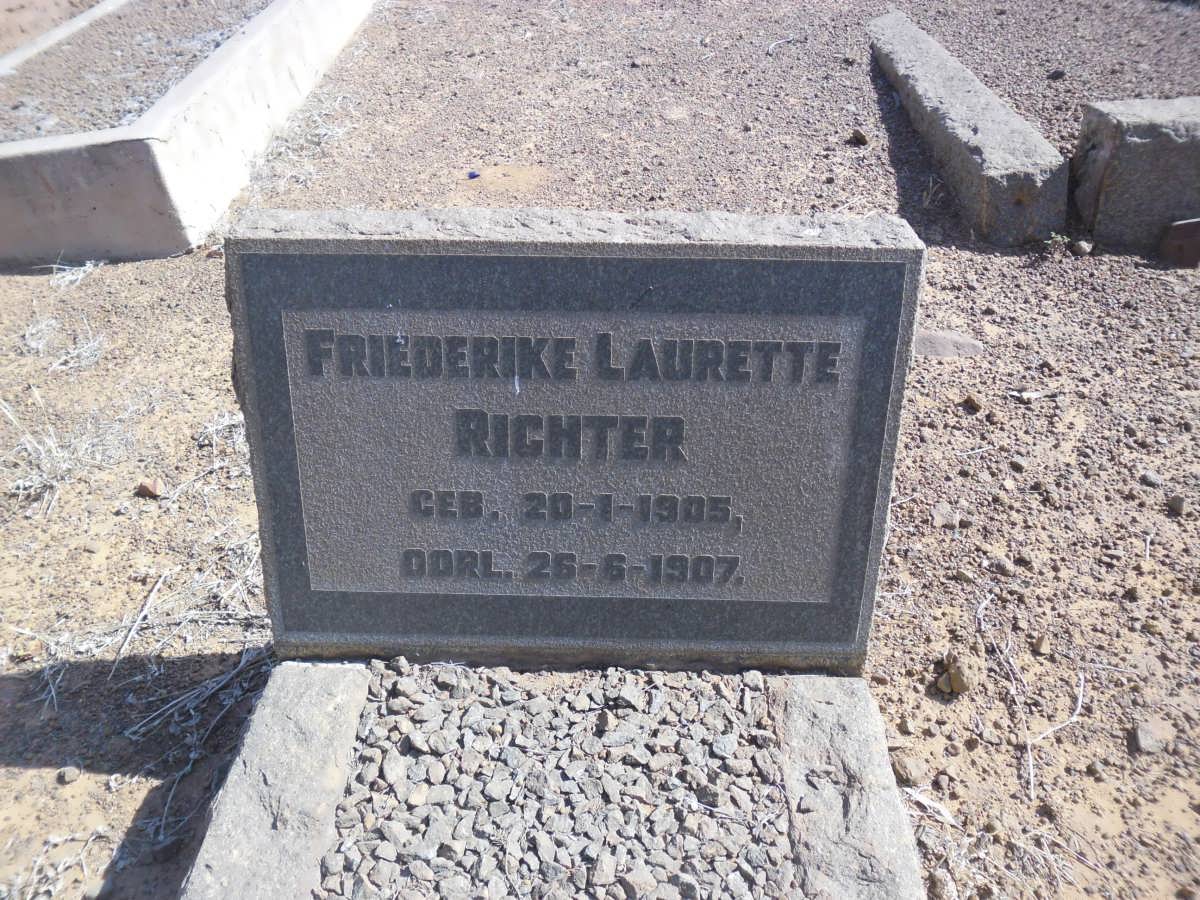 FRIEDERIKE LAURETTE
RICHTER
GEB. 20-1-1905,
OORL. 26-6-1907.